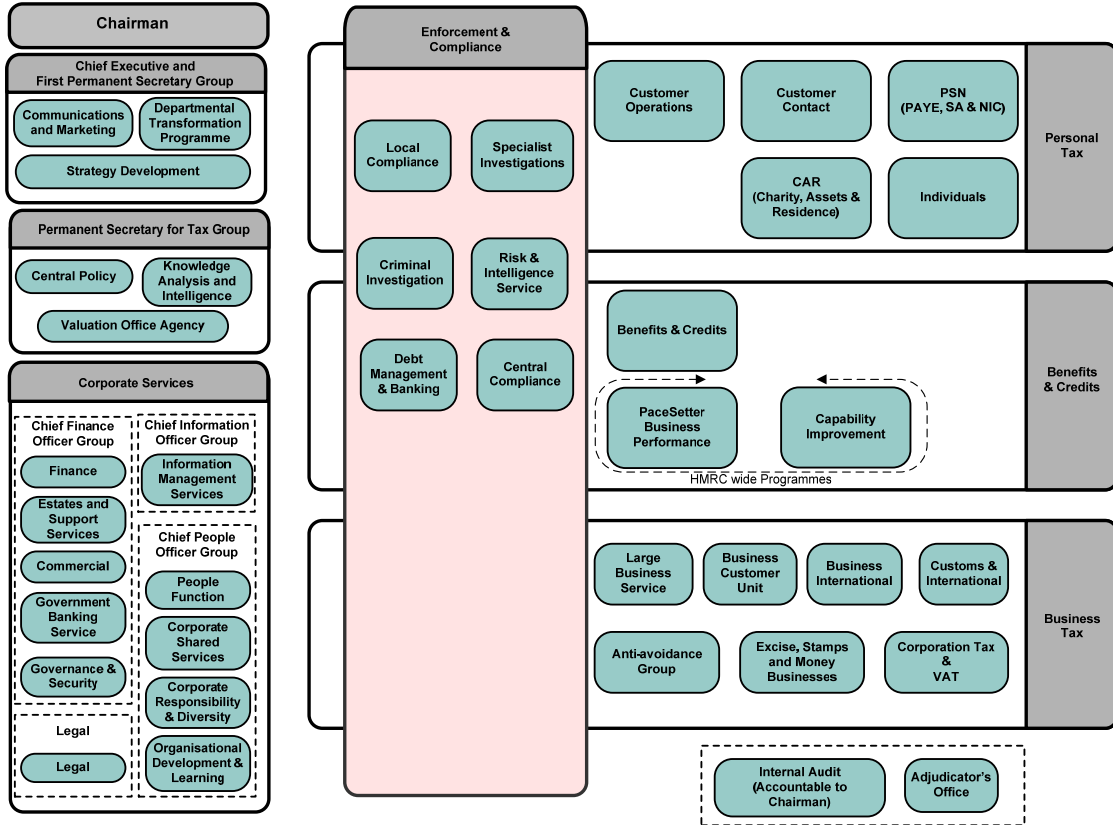 Chairman
Chief Executive and
First Permanent Secretary Group
Communications
and Marketing
Departmental
Transformation
Programme
Strategy Development
Permanent Secretary for Tax Group
Central Policy
Knowledge
Analysis and
Intelligence
Valuation Office Agency
Corporate Services
Chief Finance
Officer Group
Finance
Estates and
Support
Services
Commercial
Government
Banking
Service
Governance &
Security
Legal
Legal
Chief Information
Officer Group
Information
Management
Services
Chief People
Officer Group
People
Function
Corporate
Shared
Services
Corporate
Responsibility
& Diversity
Organisational
Development &
Learning
Enforcement &
Compliance
Local
Compliance
Specialist
Investigations
Criminal
Investigation
Risk &
Intelligence
Service
Debt
Management
& Banking
Central
Compliance
Customer
Operations
Customer
Contact
PSN
(PAYE, SA & NIC)
CAR
(Charity, Assets &
Residence)
Individuals
Personal
Tax
Benefits & Credits
PaceSetter
Business
Performance
Capability
Improvement
HMRC wide Programmes
Benefits
& Credits
Large
Business
Service
Business
Customer
Unit
Business
International
Customs &
International
Anti-avoidance
Group
Excise, Stamps
and Money
Businesses
Corporation Tax
&
VAT
Business
Tax
Internal Audit
(Accountable to
Chairman)
Adjudicator's
Office